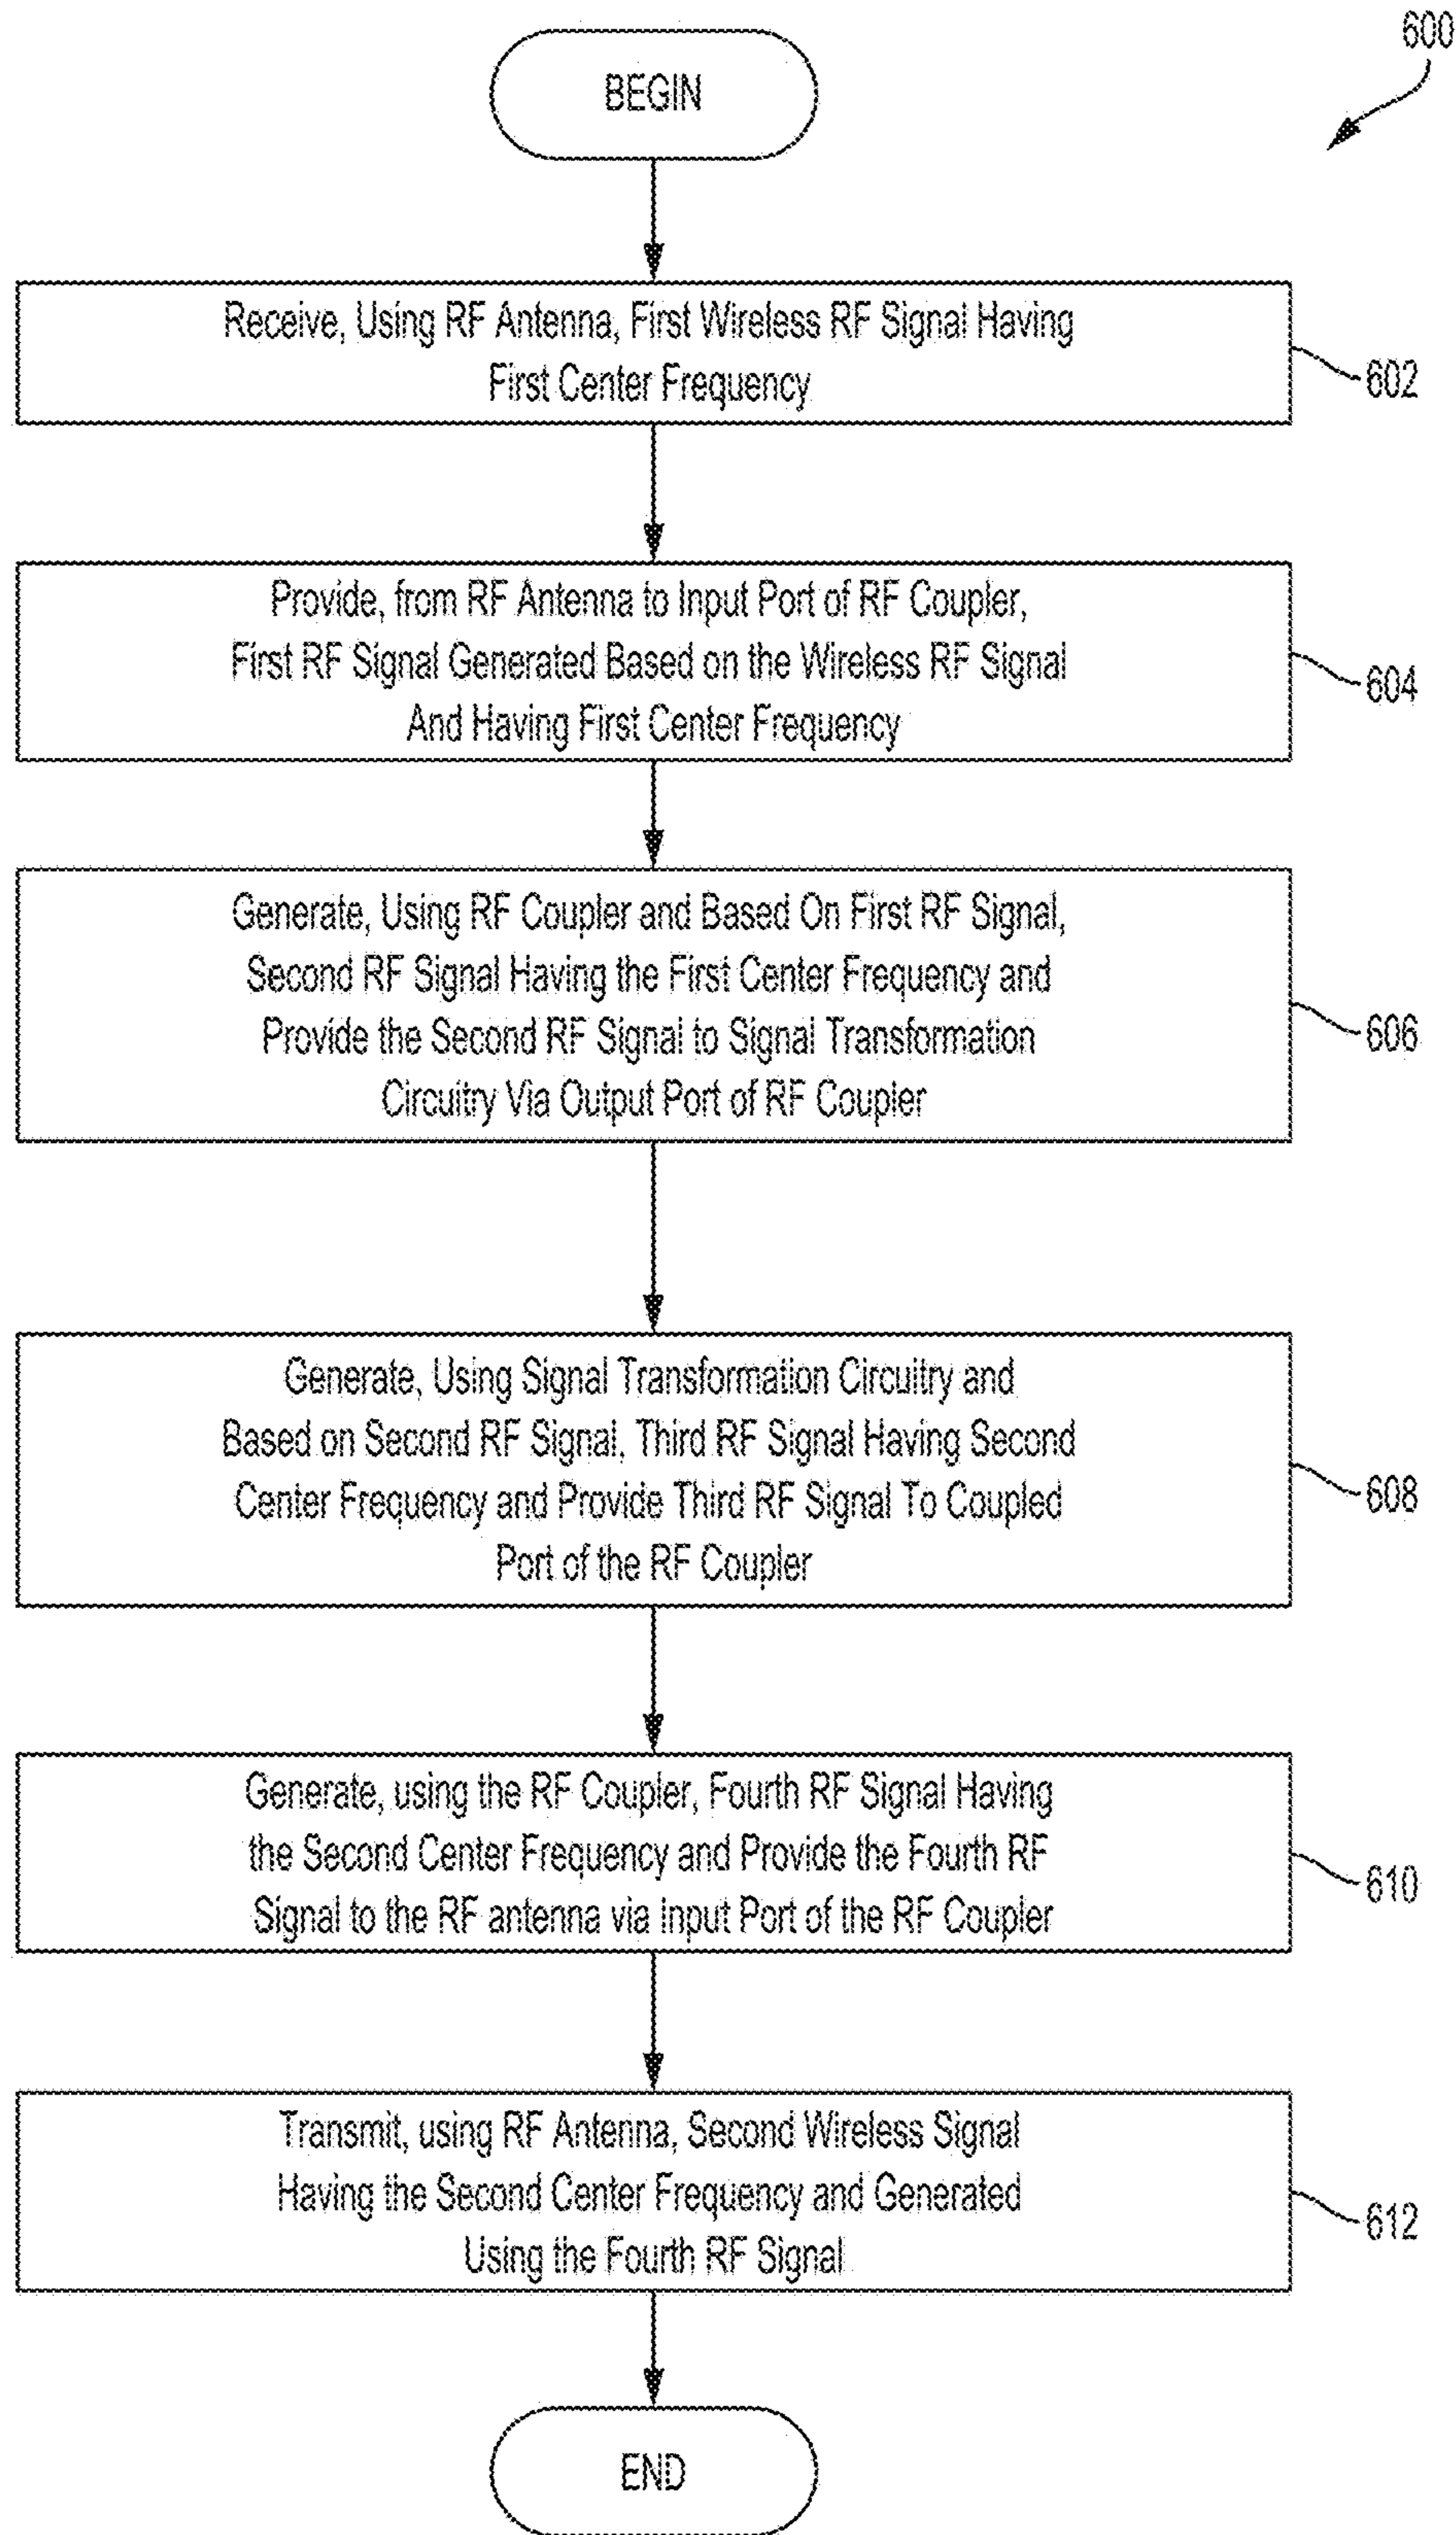 600
BEGIN
Receive, Using RF Antenna, First Wireless RF Signal Having
First Center Frequency
602
Provide, from RF Antenna to Input Port of RF Coupler,
First RF Signal Generated Based on the Wireless RF Signal
And Having First Center Frequency
604
Generate, Using RF Coupler and Based On First RF Signal,
Second RF Signal Having the First Center Frequency and
Provide the Second RF Signal to Signal Transformation
Circuitry Via Output Port of RF Coupler
606
Generate, Using Signal Transformation Circuitry and
Based on Second RF Signal, Third RF Signal Having Second
Center Frequency and Provide Third RF Signal To Coupled
Port of the RF Coupler
608
Generate, using the RF Coupler, Fourth RF Signal Having
the Second Center Frequency and Provide the Fourth RF
Signal to the RF antenna via Input Port of the RF Coupler
610
Transmit, using RF Antenna, Second Wireless Signal
Having the Second Center Frequency and Generated
Using the Fourth RF Signal
612
END